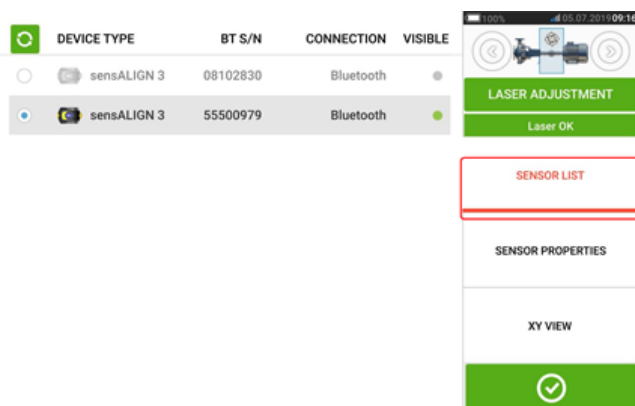 100% 05.07.2019 09:16
DEVICE TYPE BT S/N CONNECTION VISIBLE
sensALIGN 3 08102830 Bluetooth
sensALIGN 3 55500979 Bluetooth
LASER ADJUSTMENT
Laser OK
SENSOR LIST
SENSOR PROPERTIES
XY VIEW